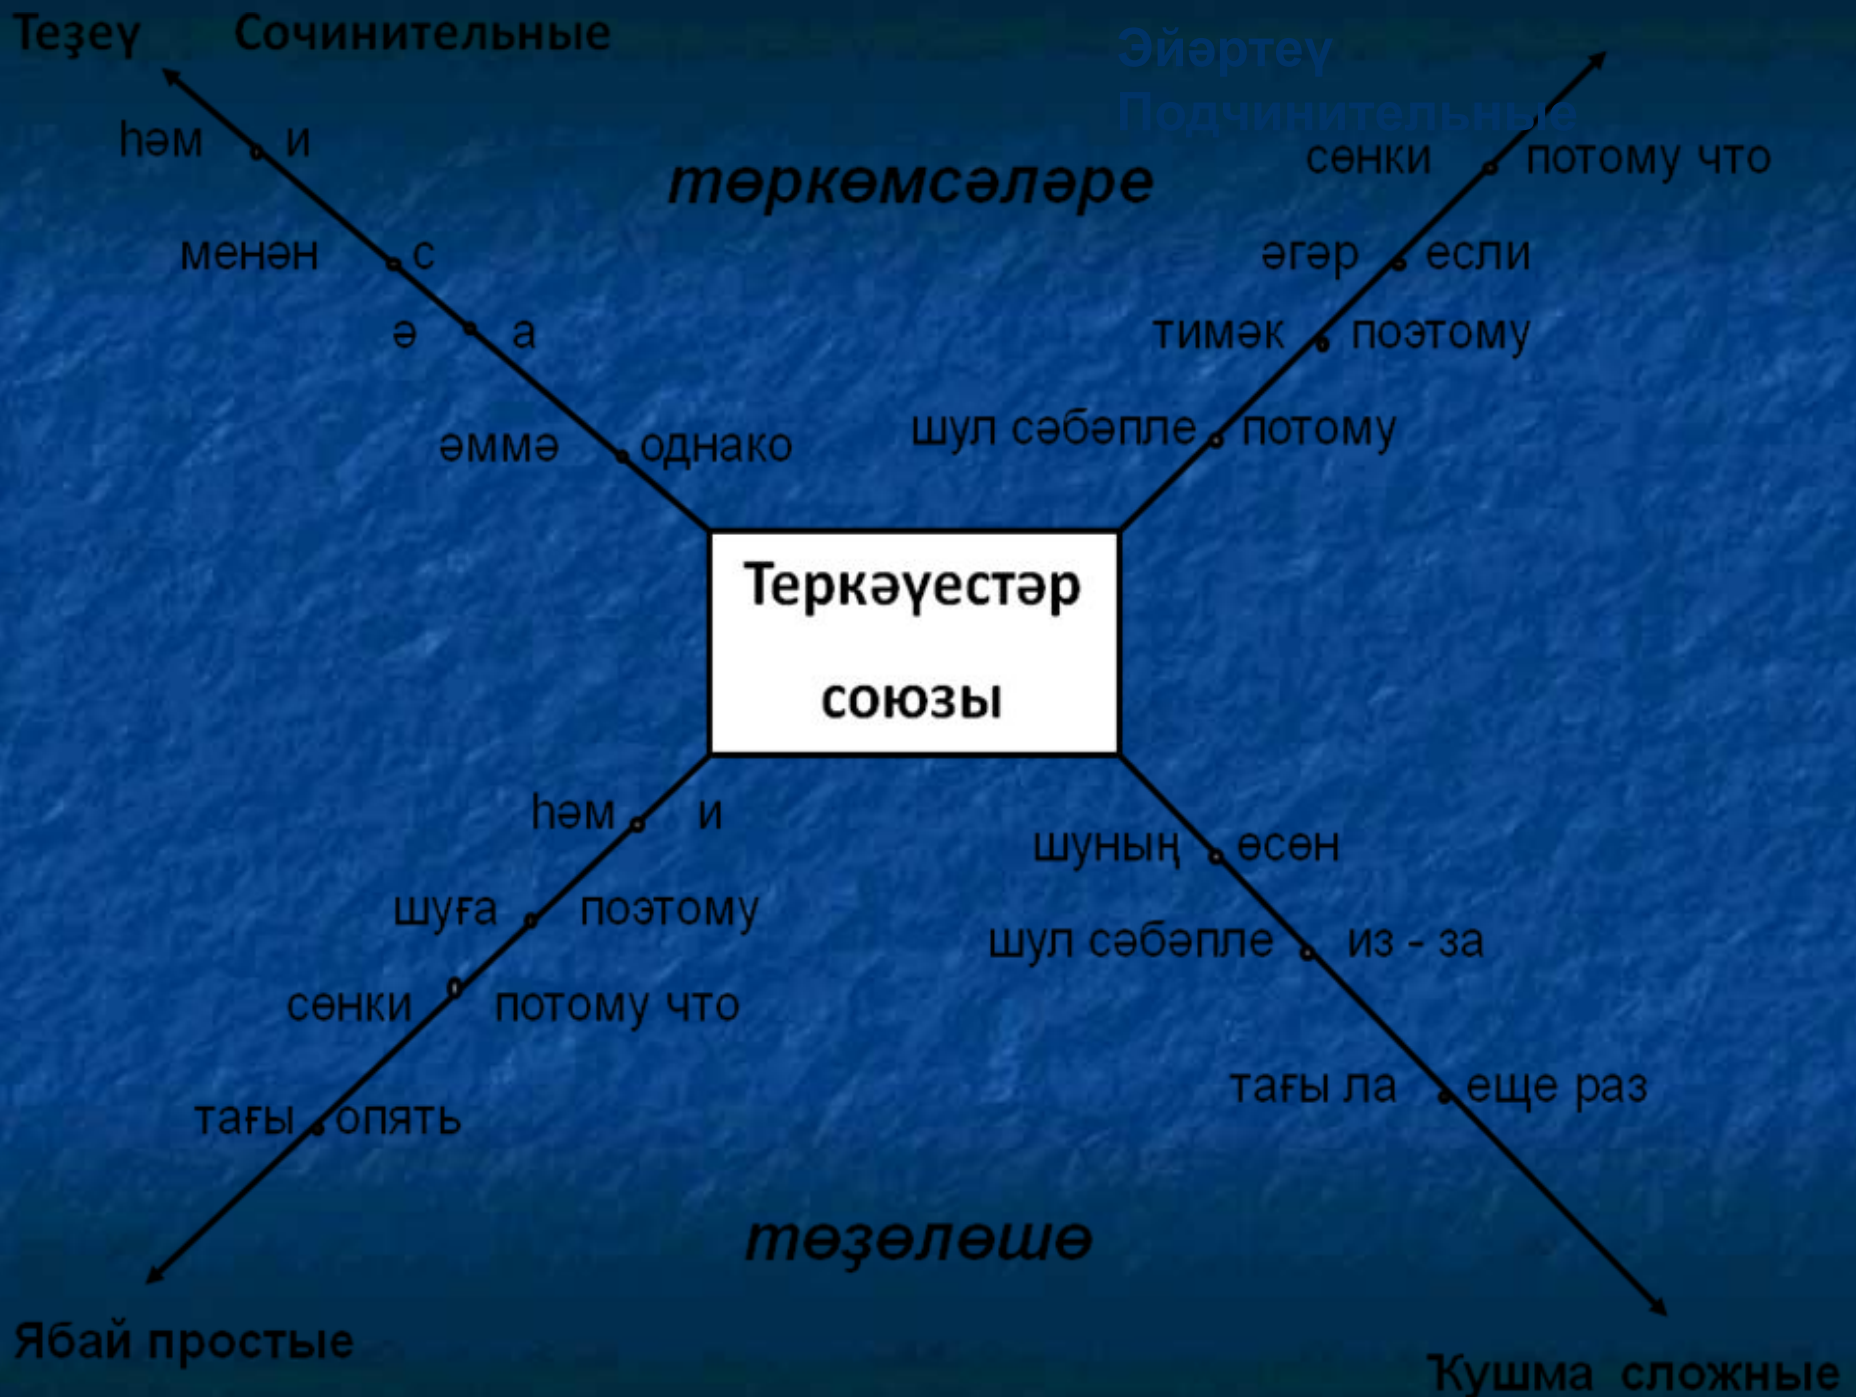 Теҙеү Сочинительные
Эйәртеү
Подчинительные
һәм и
сөнки потому что
төркөмсәләре
менән с
әгәр если
ә а
тимәк поэтому
әммә однако
шул сәбәпле потому
Теркәүестәр
союзы
һәм и
шуның өсөн
шуға поэтому
шул сәбәпле из - за
сөнки потому что
тағы ла еще раз
тағы опять
төҙөлөшө
Ябай простые
Ҡушма сложные